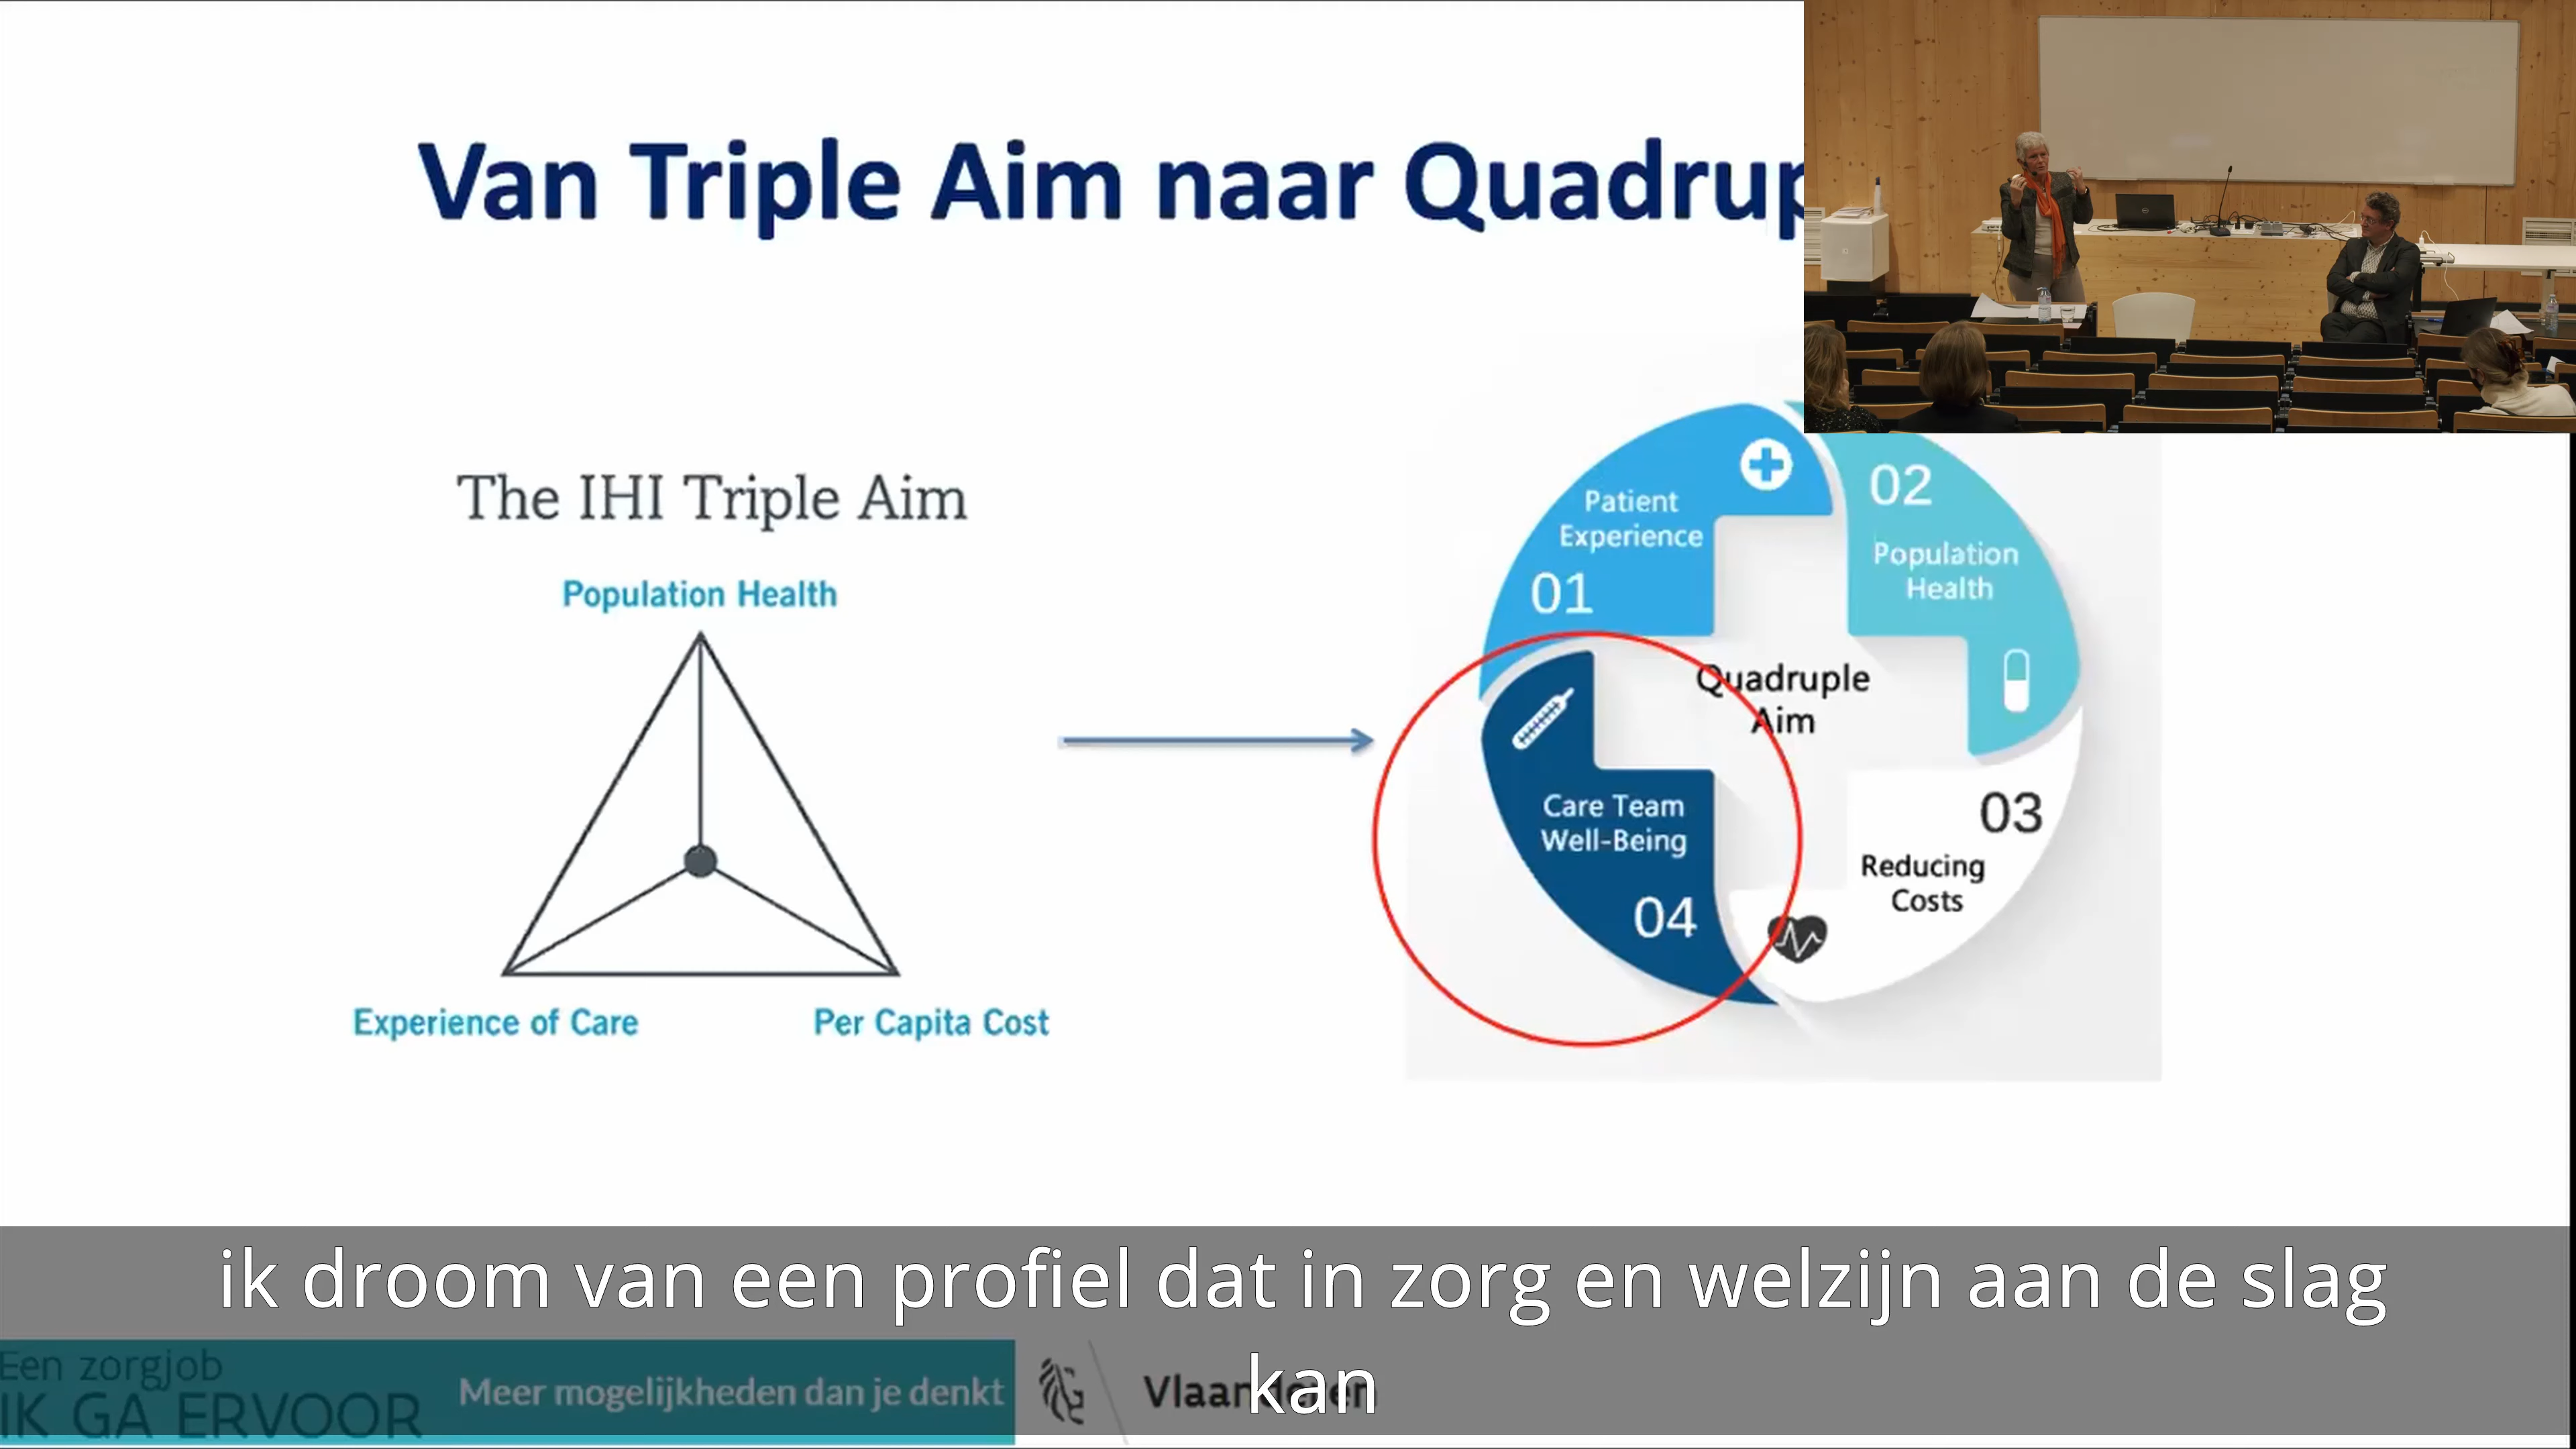 Van Triple Aim naar
The IHI Triple Aim
Population Health
Experience of Care
Per Capita Cost
Patient
Experience
01
02
Population
Health
Quadruple
Aim
Care Team
Well-Being
04
03
Reducing
Costs
ik droom van een profiel dat in zorg en welzijn aan de slag
kan
Een zorgjob
IK GA ERVOOR
Meer mogelijkheden dan je denkt
Vlaanderen